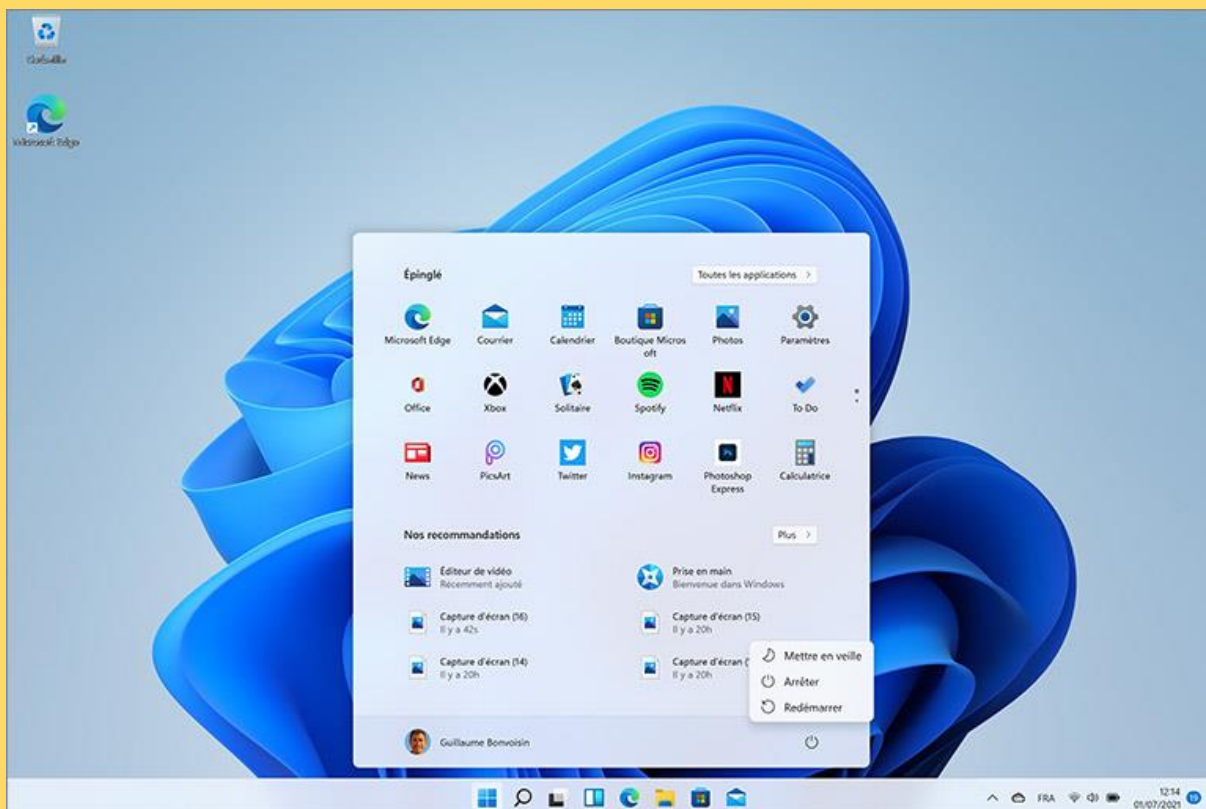 Corbeille
Microsoft Edge
Épinglé
Toutes les applications
Microsoft Edge
Courrier
Calendrier
Boutique Micros
oft
Photos
Paramètres
Office
Xbox
Solitaire
Spotify
Netflix
To Do
News
PicsArt
Twitter
Instagram
Photoshop
Express
Calculatrice
Nos recommandations
Plus
Éditeur de vidéo
Récemment ajouté
Prise en main
Bienvenue dans Windows
Capture d'écran (16)
Il y a 42s
Capture d'écran (15)
Il y a 20h
Capture d'écran (14)
Il y a 20h
Capture d'écran (
Il y a 20h
Mettre en veille
Arrêter
Redémarrer
Guillaume Bonvoisin
FRA
12:14
01/07/2021